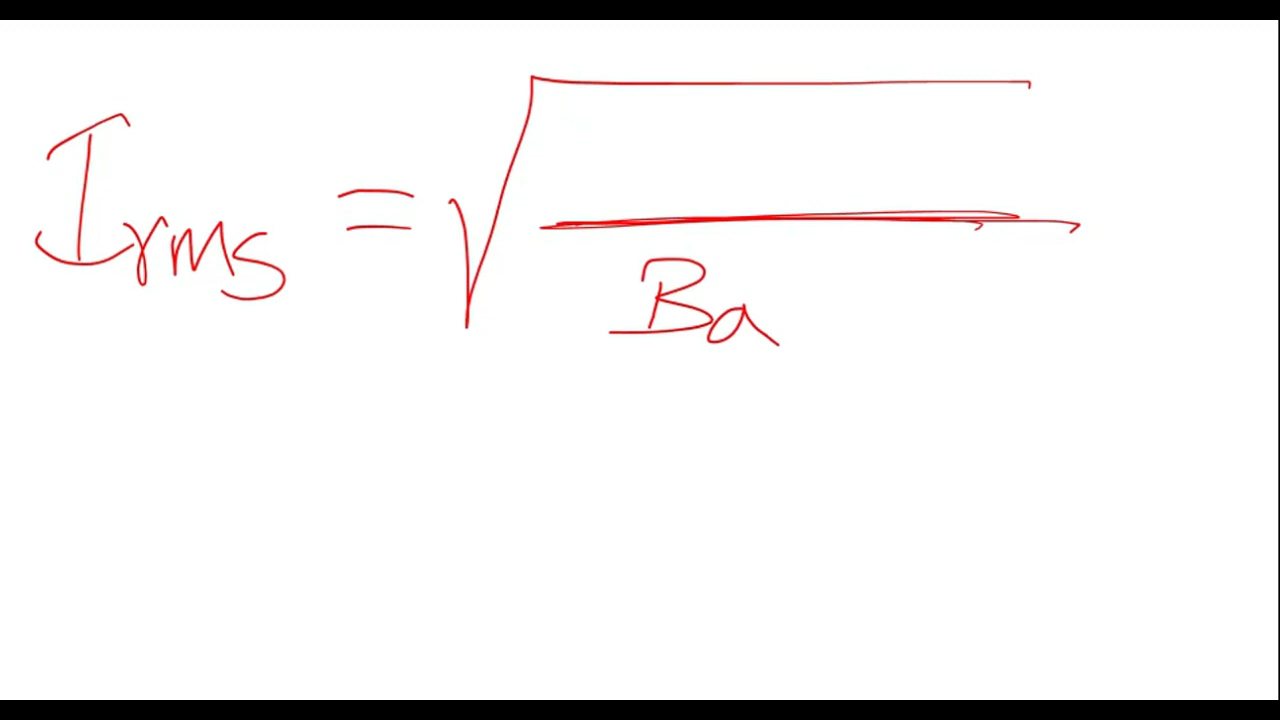 Irms = √
Ba